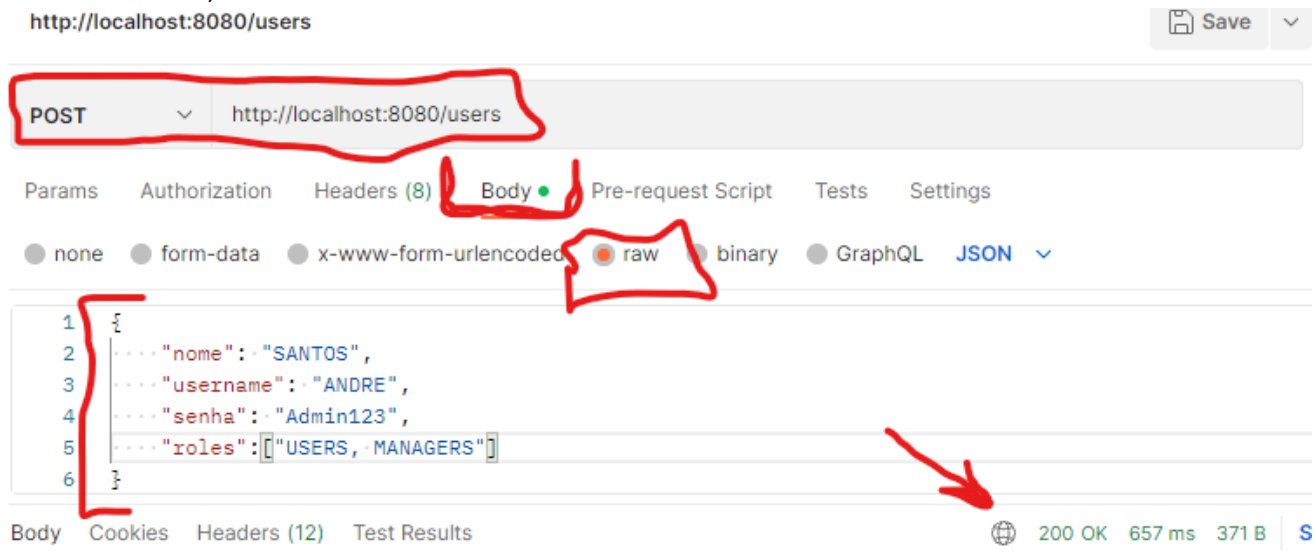 http://localhost:8080/users Save
POST http://localhost:8080/users
Params Authorization Headers (8) Body Pre-request Script Tests Settings
none form-data x-www-form-urlencoded raw binary GraphQL JSON
1 {
2 "nome": "SANTOS",
3 "username": "ANDRE",
4 "senha": "Admin123",
5 "roles":["USERS, MANAGERS"]
6 }
Body Cookies Headers (12) Test Results 200 OK 657 ms 371 B S